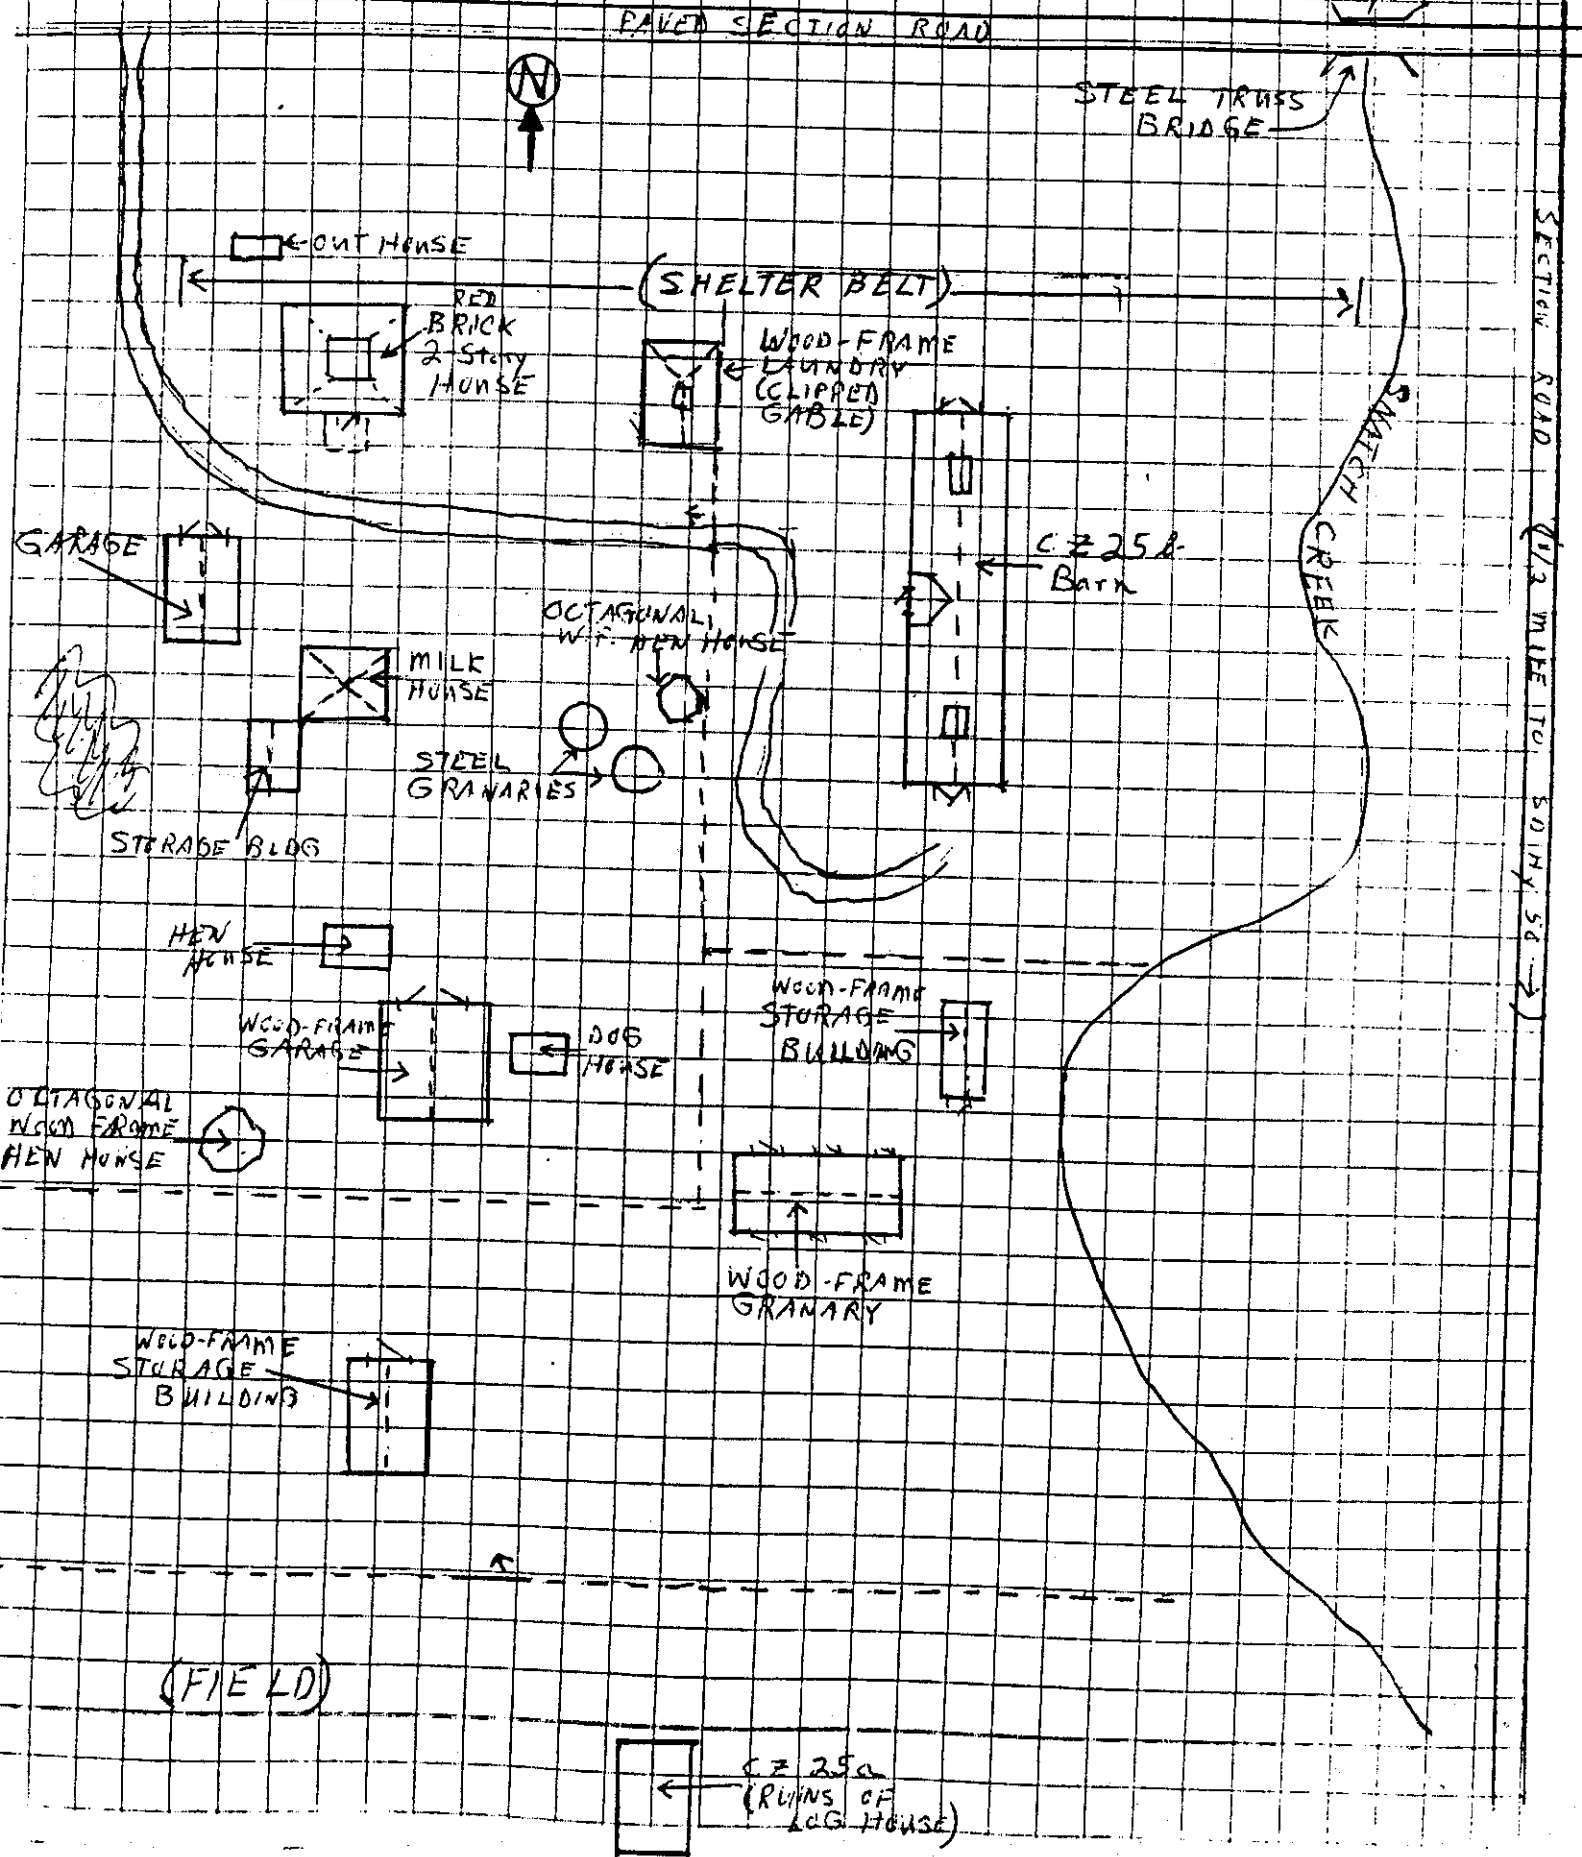 PAVED SECTION ROAD
N
STEEL TRUSS
BRIDGE
OUT HOUSE
(SHELTER BELT)
RED
BRICK
2-Story
HOUSE
WOOD-FRAME
LAUNDRY
(CLIPPED
GABLE)
SECTION ROAD (1/2 MILE TO
CREEK
GARAGE
CZ 25b
Barn
OCTAGONAL
W.F. HEN HOUSE
MILK
HOUSE
STEEL
GRANARIES
STORAGE BLDG
HEN
HOUSE
WOOD-FRAME
GARAGE
DOG
HOUSE
WOOD-FRAME
STORAGE
BUILDING
OCTAGONAL
WOOD FRAME
HEN HOUSE
WOOD-FRAME
GRANARY
WOOD-FRAME
STORAGE
BUILDING
(FIELD)
CZ 25a
(RUINS OF
LOG HOUSE)